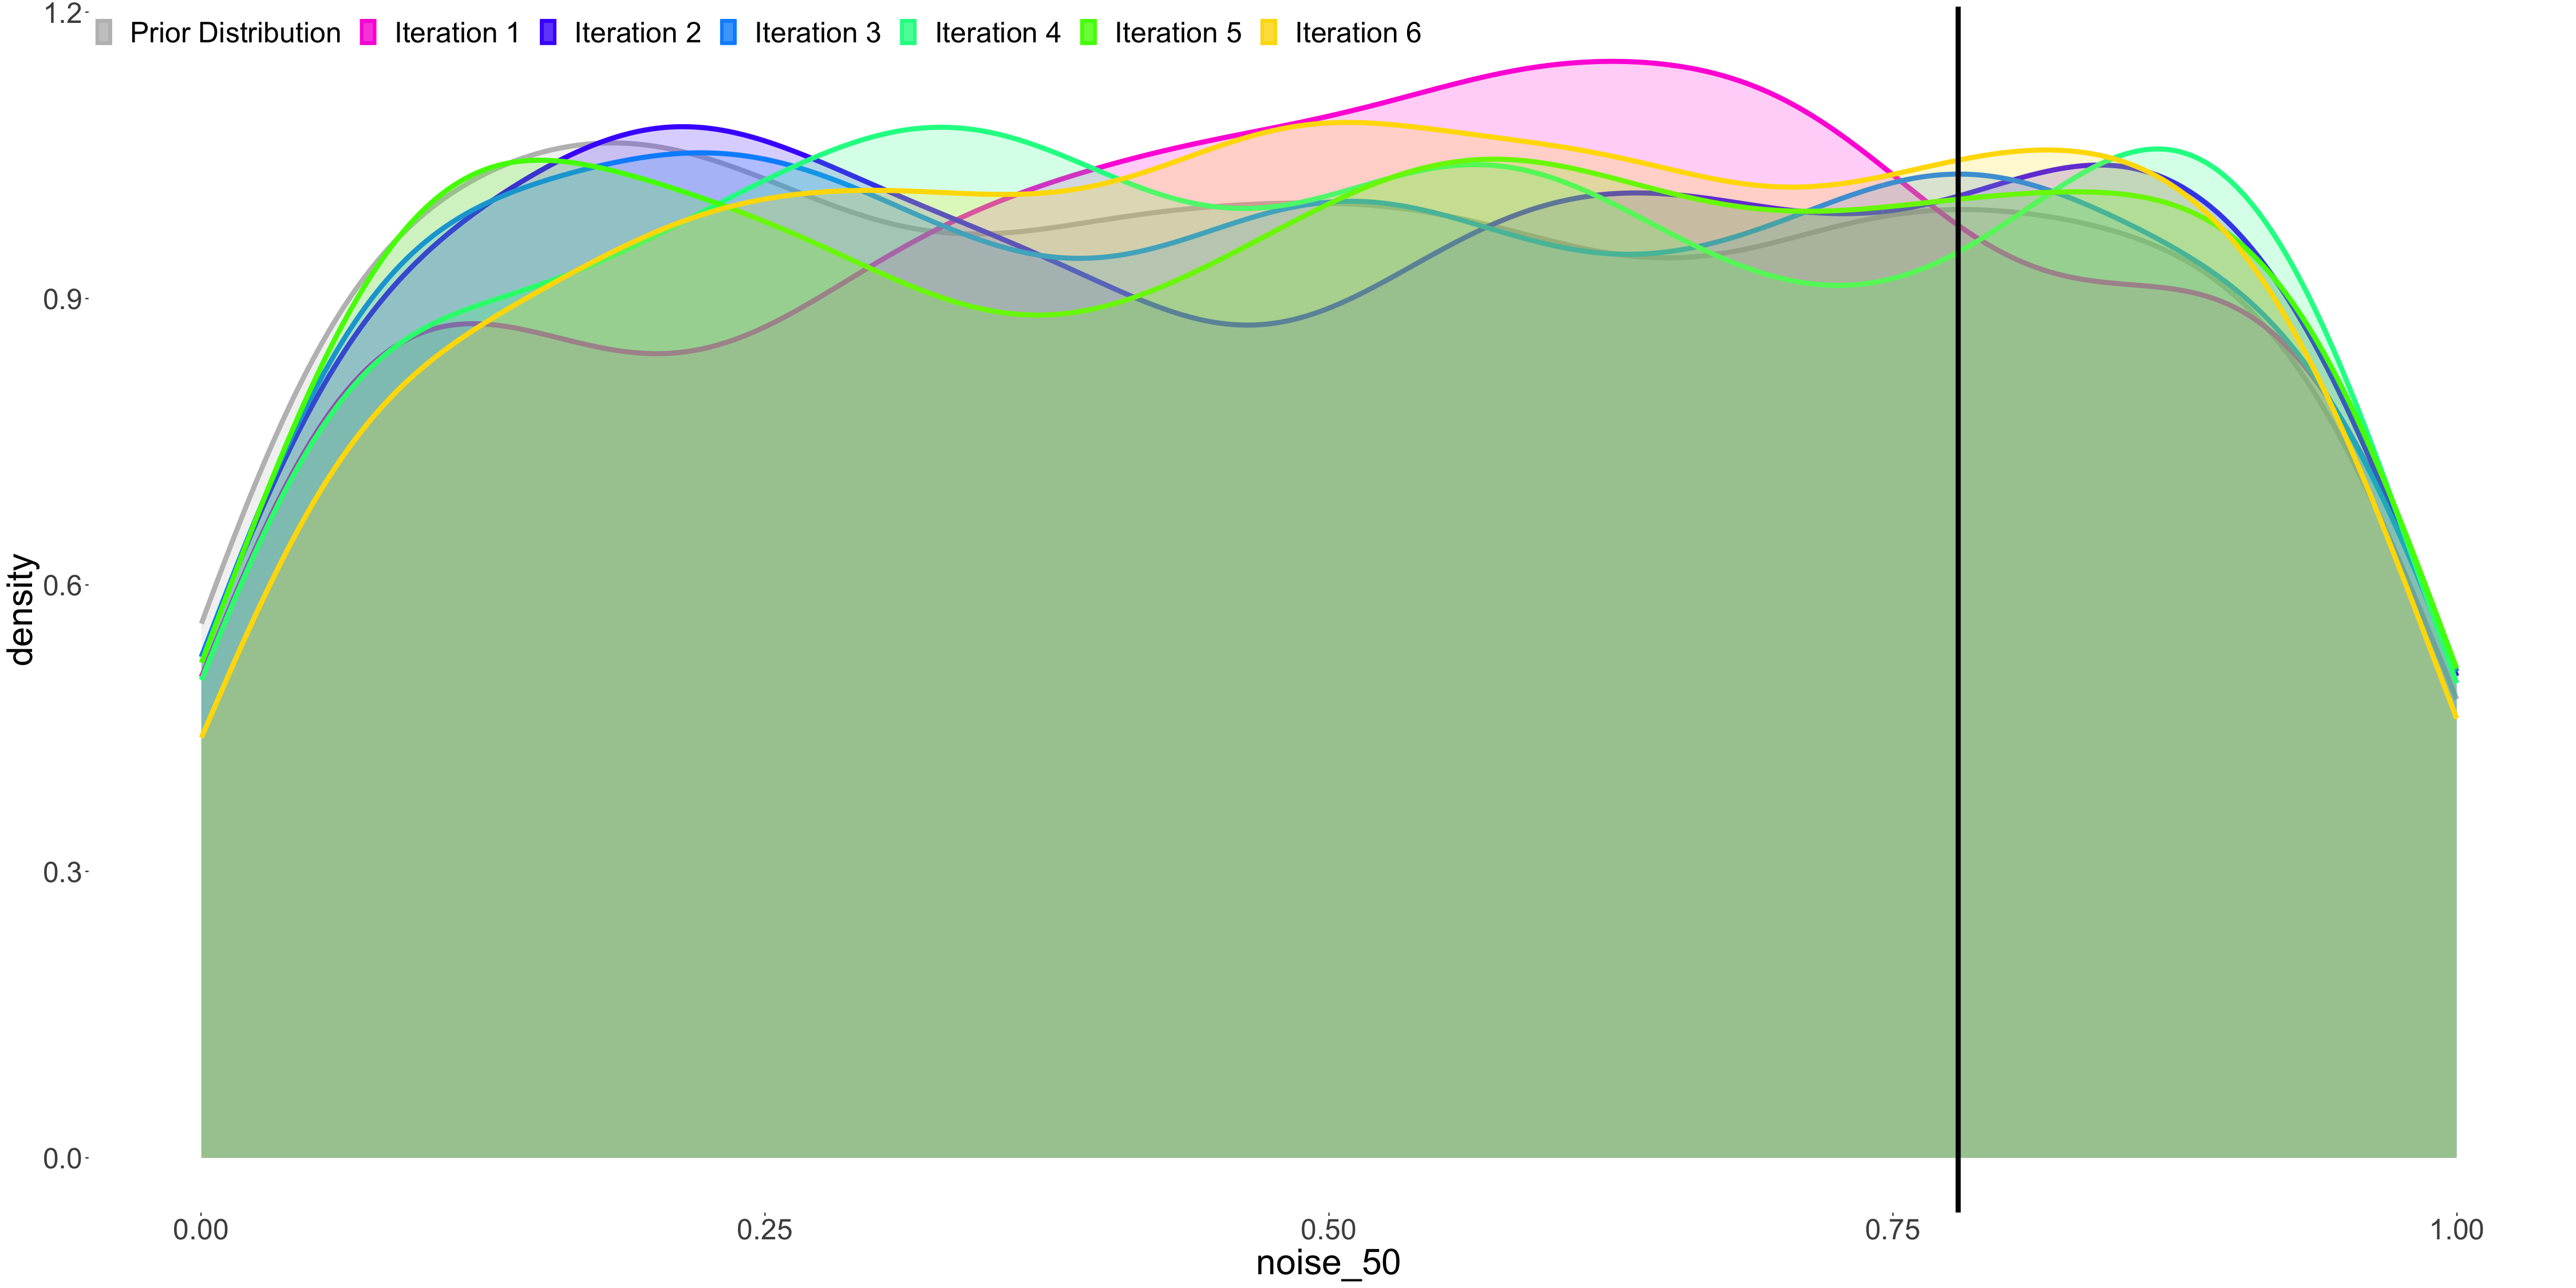 Prior Distribution Iteration 1 Iteration 2 Iteration 3 Iteration 4 Iteration 5 Iteration 6
1.2
0.9
0.6
0.3
0.0
density
0.00 0.25 0.50 0.75 1.00
noise_50